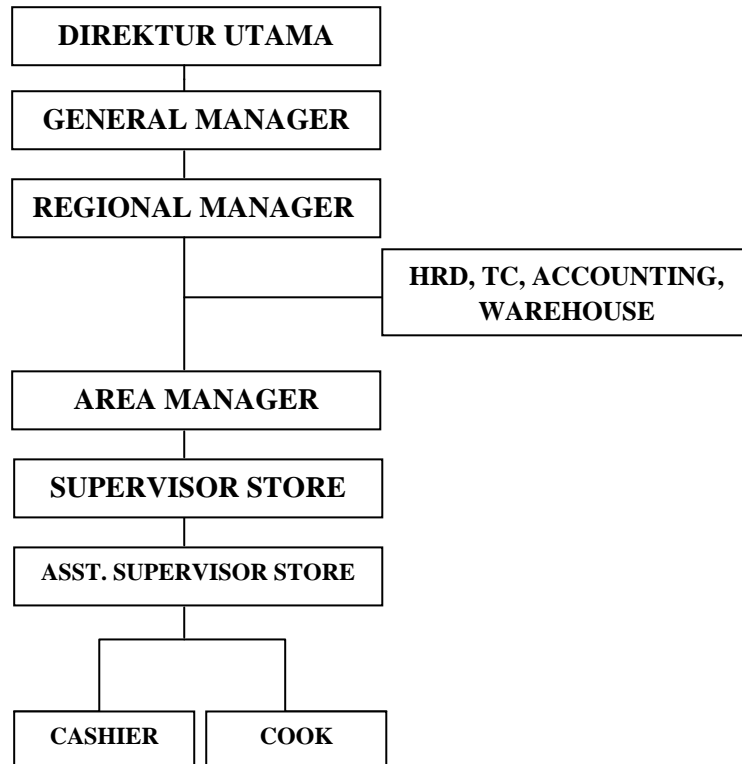 DIREKTUR UTAMA
GENERAL MANAGER
REGIONAL MANAGER
HRD, TC, ACCOUNTING,
WAREHOUSE
AREA MANAGER
SUPERVISOR STORE
ASST. SUPERVISOR STORE
CASHIER
COOK